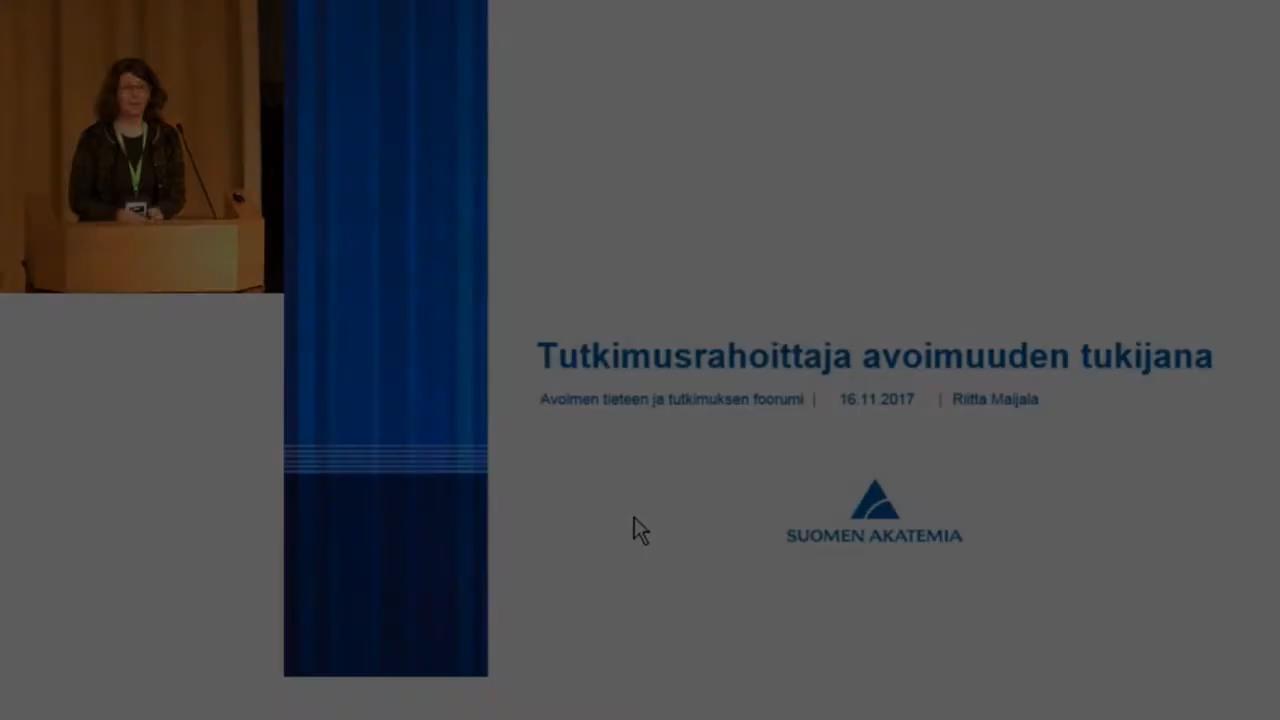 Tutkimusrahoittaja avoimuuden tukijana
Avoimen tieteen ja tutkimuksen foorumi | 16.11.2017 | Riitta Maijala
SUOMEN AKATEMIA